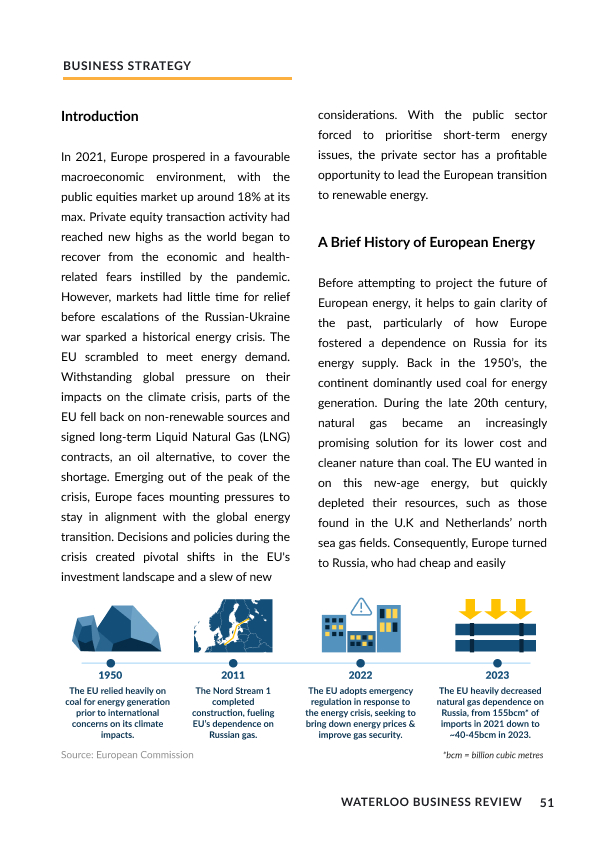 BUSINESS STRATEGY
Introduction
In 2021, Europe prospered in a favourable
macroeconomic environment, with the
public equities market up around 18% at its
max. Private equity transaction activity had
reached new highs as the world began to
recover from the economic and health-
related fears instilled by the pandemic.
However, markets had little time for relief
before escalations of the Russian-Ukraine
war sparked a historical energy crisis. The
EU scrambled to meet energy demand.
Withstanding global pressure on their
impacts on the climate crisis, parts of the
EU fell back on non-renewable sources and
signed long-term Liquid Natural Gas (LNG)
contracts, an oil alternative, to cover the
shortage. Emerging out of the peak of the
crisis, Europe faces mounting pressures to
stay in alignment with the global energy
transition. Decisions and policies during the
crisis created pivotal shifts in the EU's
investment landscape and a slew of new
considerations. With the public sector
forced to prioritise short-term energy
issues, the private sector has a profitable
opportunity to lead the European transition
to renewable energy.
A Brief History of European Energy
Before attempting to project the future of
European energy, it helps to gain clarity of
the past, particularly of how Europe
fostered a dependence on Russia for its
energy supply. Back in the 1950's, the
continent dominantly used coal for energy
generation. During the late 20th century,
natural gas became an increasingly
promising solution for its lower cost and
cleaner nature than coal. The EU wanted in
on this new-age energy, but quickly
depleted their resources, such as those
found in the U.K and Netherlands' north
sea gas fields. Consequently, Europe turned
to Russia, who had cheap and easily
1950
The EU relied heavily on
coal for energy generation
prior to international
concerns on its climate
impacts.
2011
The Nord Stream 1
completed
construction, fueling
EU's dependence on
Russian gas.
2022
The EU adopts emergency
regulation in response to
the energy crisis, seeking to
bring down energy prices &
improve gas security.
2023
The EU heavily decreased
natural gas dependence on
Russia, from 155bcm* of
imports in 2021 down to
~40-45bcm in 2023.
Source: European Commission
*bcm = billion cubic metres
WATERLOO BUSINESS REVIEW 51